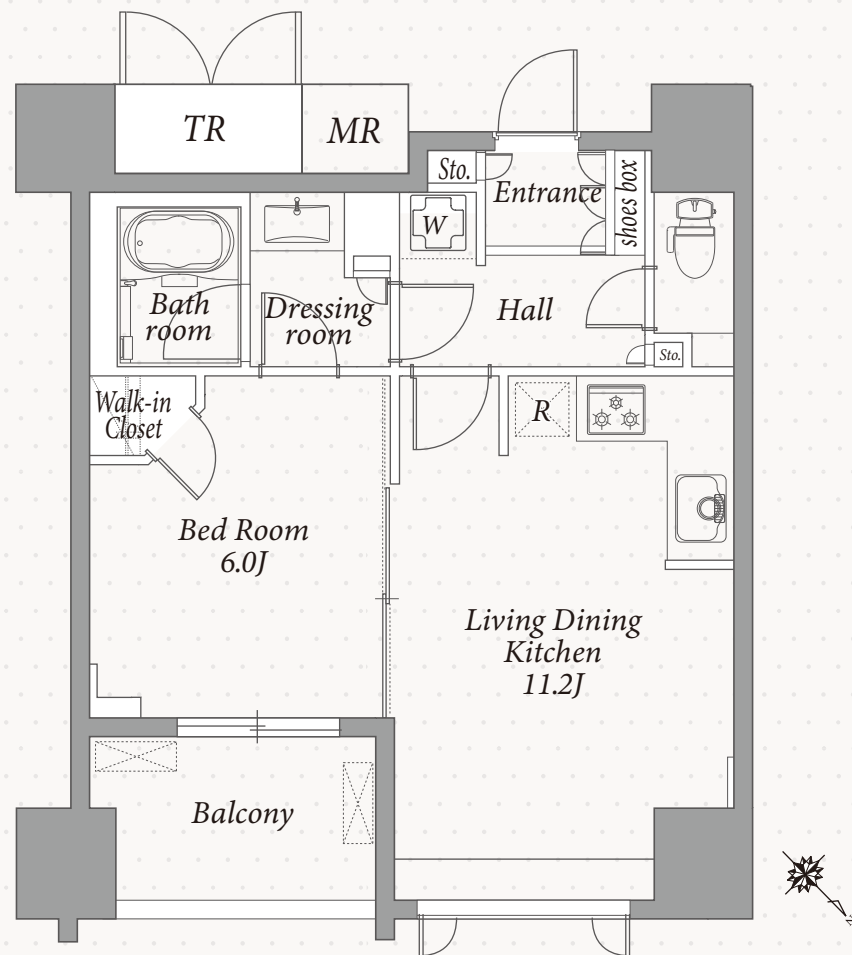 TR
MR
Sto.
Entrance
shoes box
W
Bath
room
Dressing
room
Hall
Sto.
Walk-in
Closet
R
Bed Room
6.0J
Living Dining
Kitchen
11.2J
Balcony